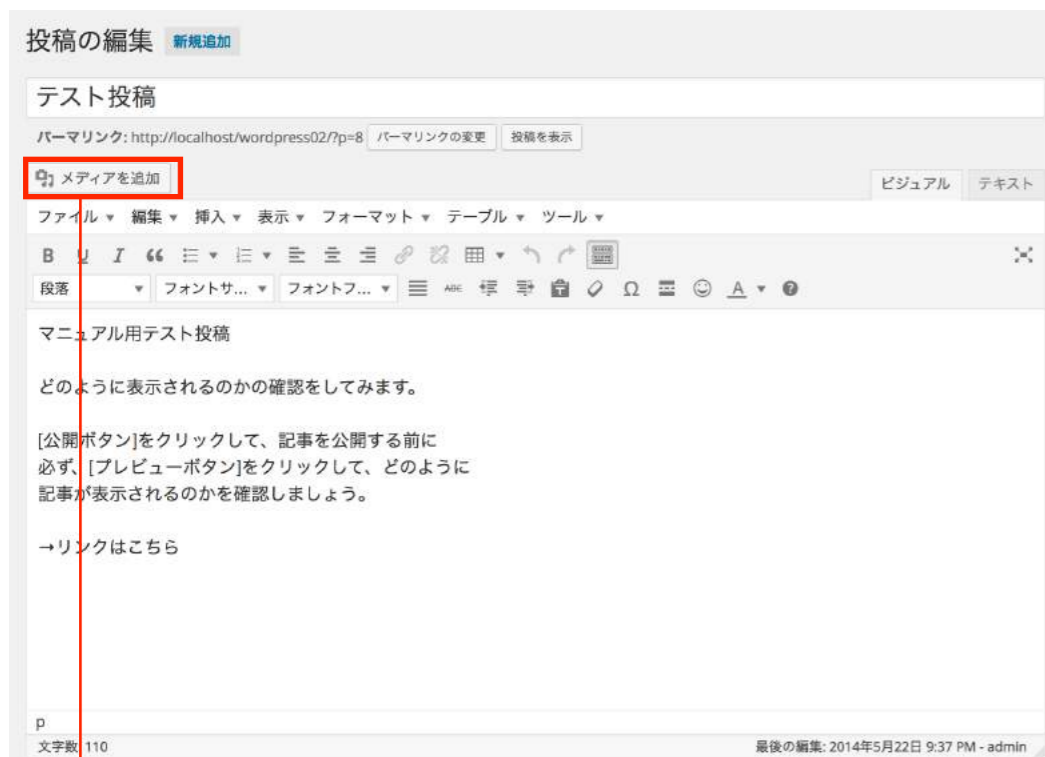 投稿の編集 新規追加
テスト投稿
パーマリンク: http://localhost/wordpress02/?p=8 パーマリンクの変更 投稿を表示
メディアを追加
ビジュアル テキスト
ファイル 編集 挿入 表示 フォーマット テーブル ツール
B U I
段落 フォントサ... フォントフ... ABC Ω A
マニュアル用テスト投稿
どのように表示されるのかの確認をしてみます。
[公開ボタン]をクリックして、記事を公開する前に
必ず、[プレビューボタン]をクリックして、どのように
記事が表示されるのかを確認しましょう。
→リンクはこちら
p
文字数: 110 最後の編集: 2014年5月22日 9:37 PM - admin